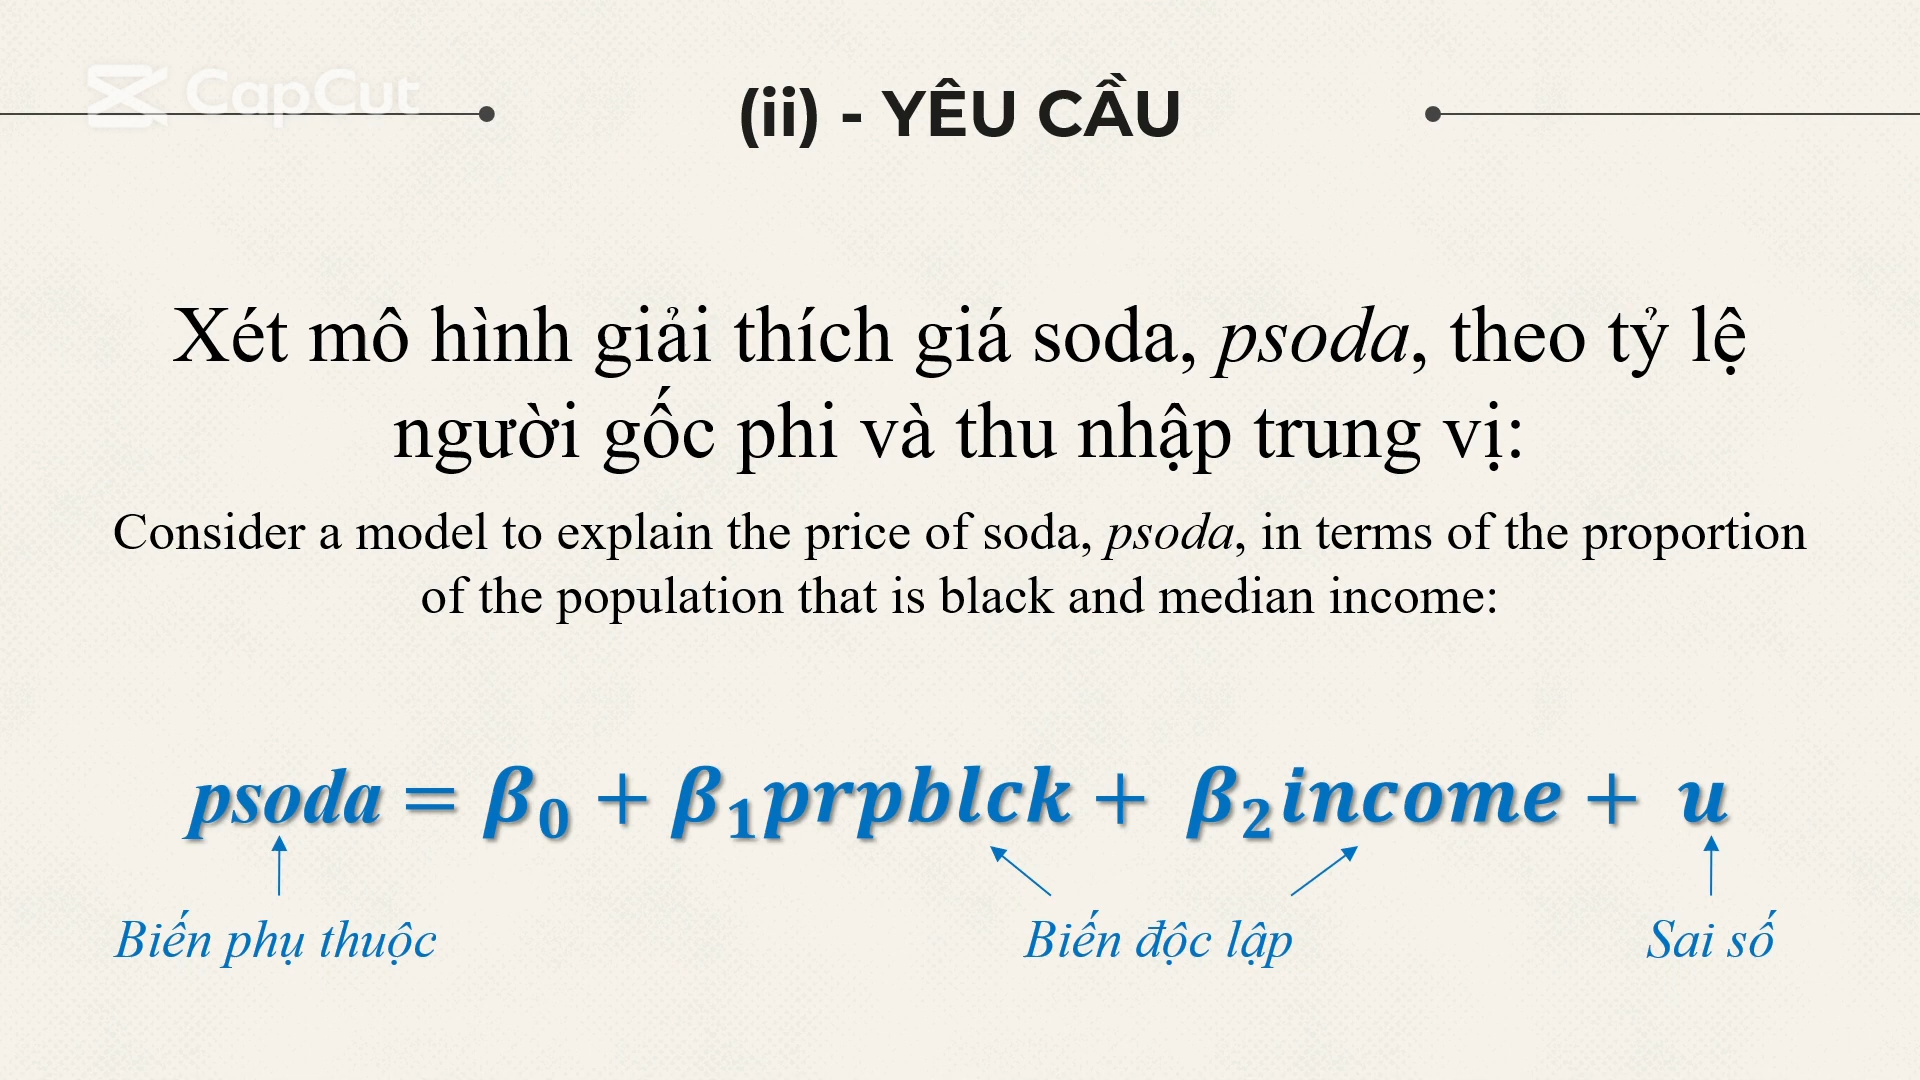 CapCut
(ii) - YÊU CẦU
Xét mô hình giải thích giá soda, psoda, theo tỷ lệ
người gốc phi và thu nhập trung vị:
Consider a model to explain the price of soda, psoda, in terms of the proportion
of the population that is black and median income:
psoda = β₀ + β₁prpblck + β₂income + u
Biến phụ thuộc Biến độc lập Sai số